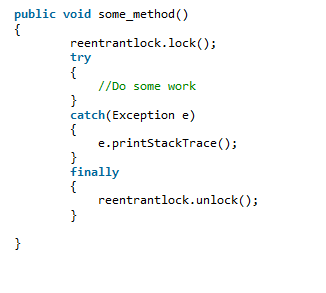 public void some_method()
{
reentrantlock.lock();
try
{
//Do some work
}
catch(Exception e)
{
e.printStackTrace();
}
finally
{
reentrantlock.unlock();
}
}